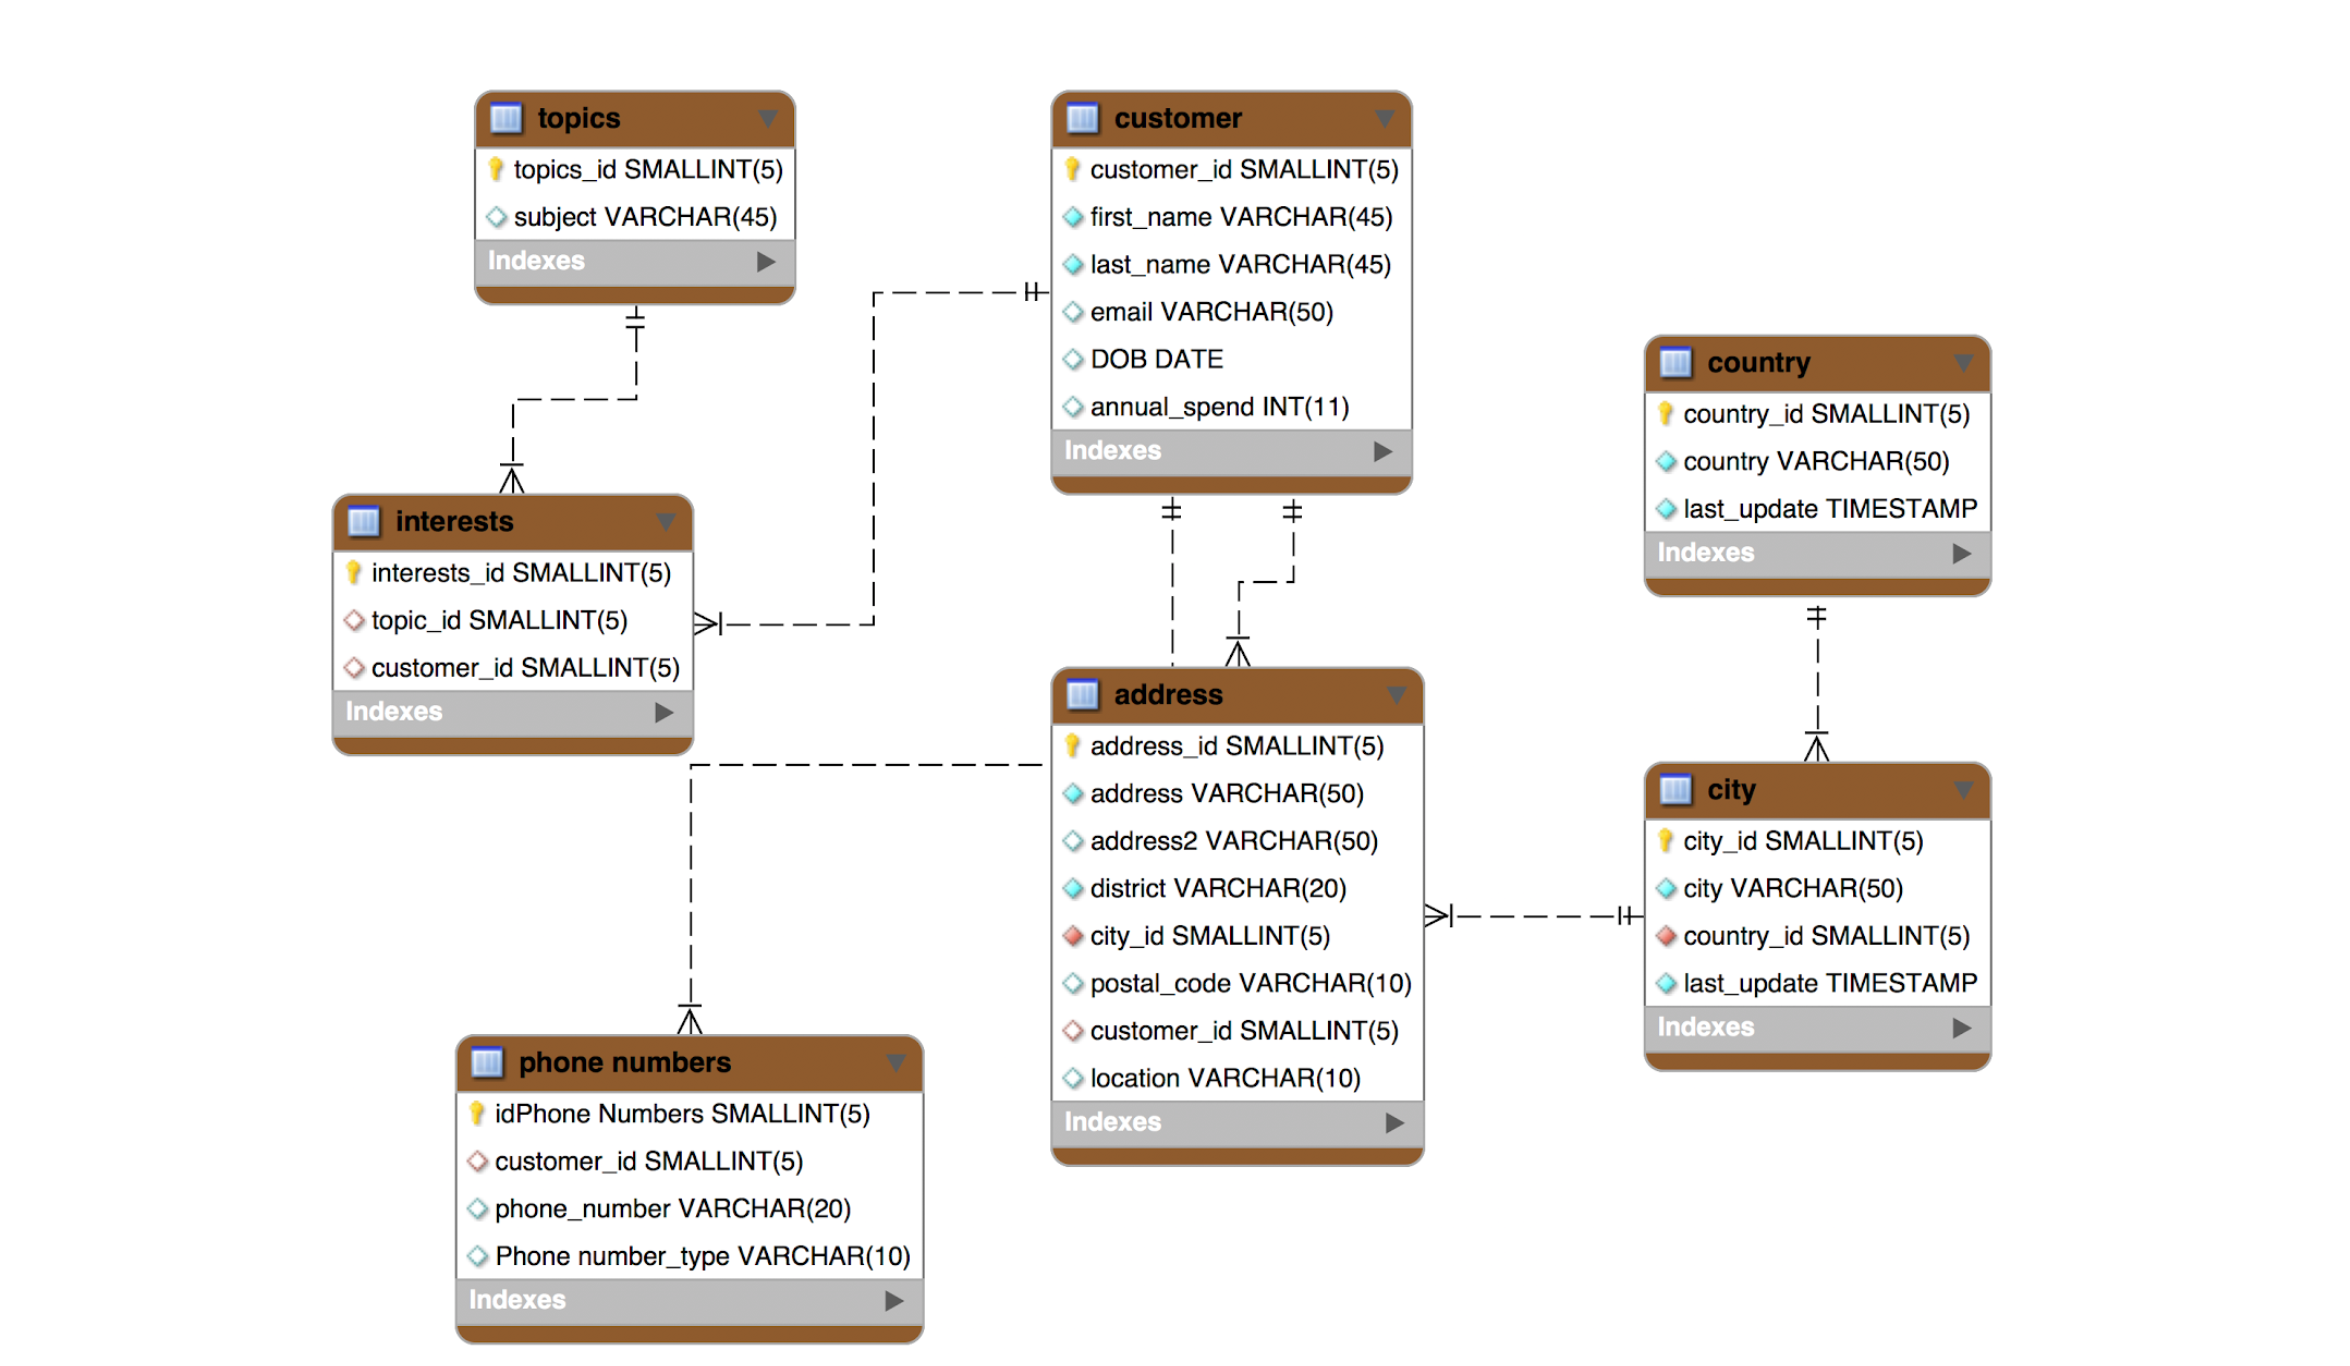 topics
topics_id SMALLINT(5)
subject VARCHAR(45)
Indexes
customer
customer_id SMALLINT(5)
first_name VARCHAR(45)
last_name VARCHAR(45)
email VARCHAR(50)
DOB DATE
annual_spend INT(11)
Indexes
country
country_id SMALLINT(5)
country VARCHAR(50)
last_update TIMESTAMP
Indexes
interests
interests_id SMALLINT(5)
topic_id SMALLINT(5)
customer_id SMALLINT(5)
Indexes
address
address_id SMALLINT(5)
address VARCHAR(50)
address2 VARCHAR(50)
district VARCHAR(20)
city_id SMALLINT(5)
postal_code VARCHAR(10)
customer_id SMALLINT(5)
location VARCHAR(10)
Indexes
city
city_id SMALLINT(5)
city VARCHAR(50)
country_id SMALLINT(5)
last_update TIMESTAMP
Indexes
phone numbers
idPhone Numbers SMALLINT(5)
customer_id SMALLINT(5)
phone_number VARCHAR(20)
Phone number_type VARCHAR(10)
Indexes